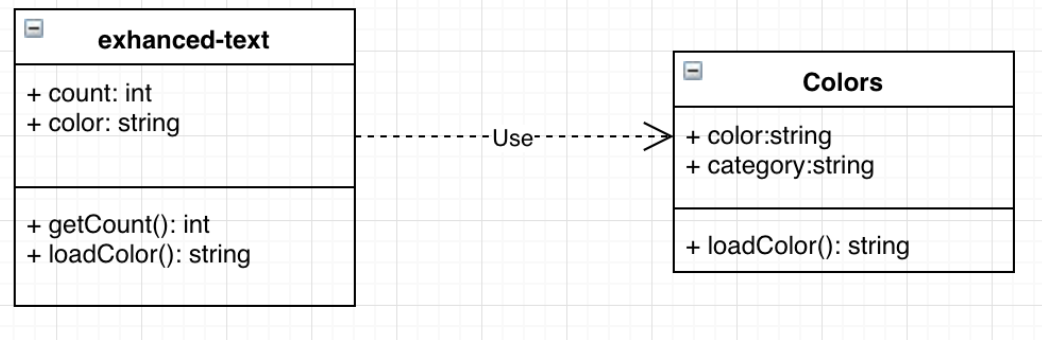 exhanced-text
+ count: int
+ color: string
+ getCount(): int
+ loadColor(): string
Use
Colors
+ color:string
+ category:string
+ loadColor(): string